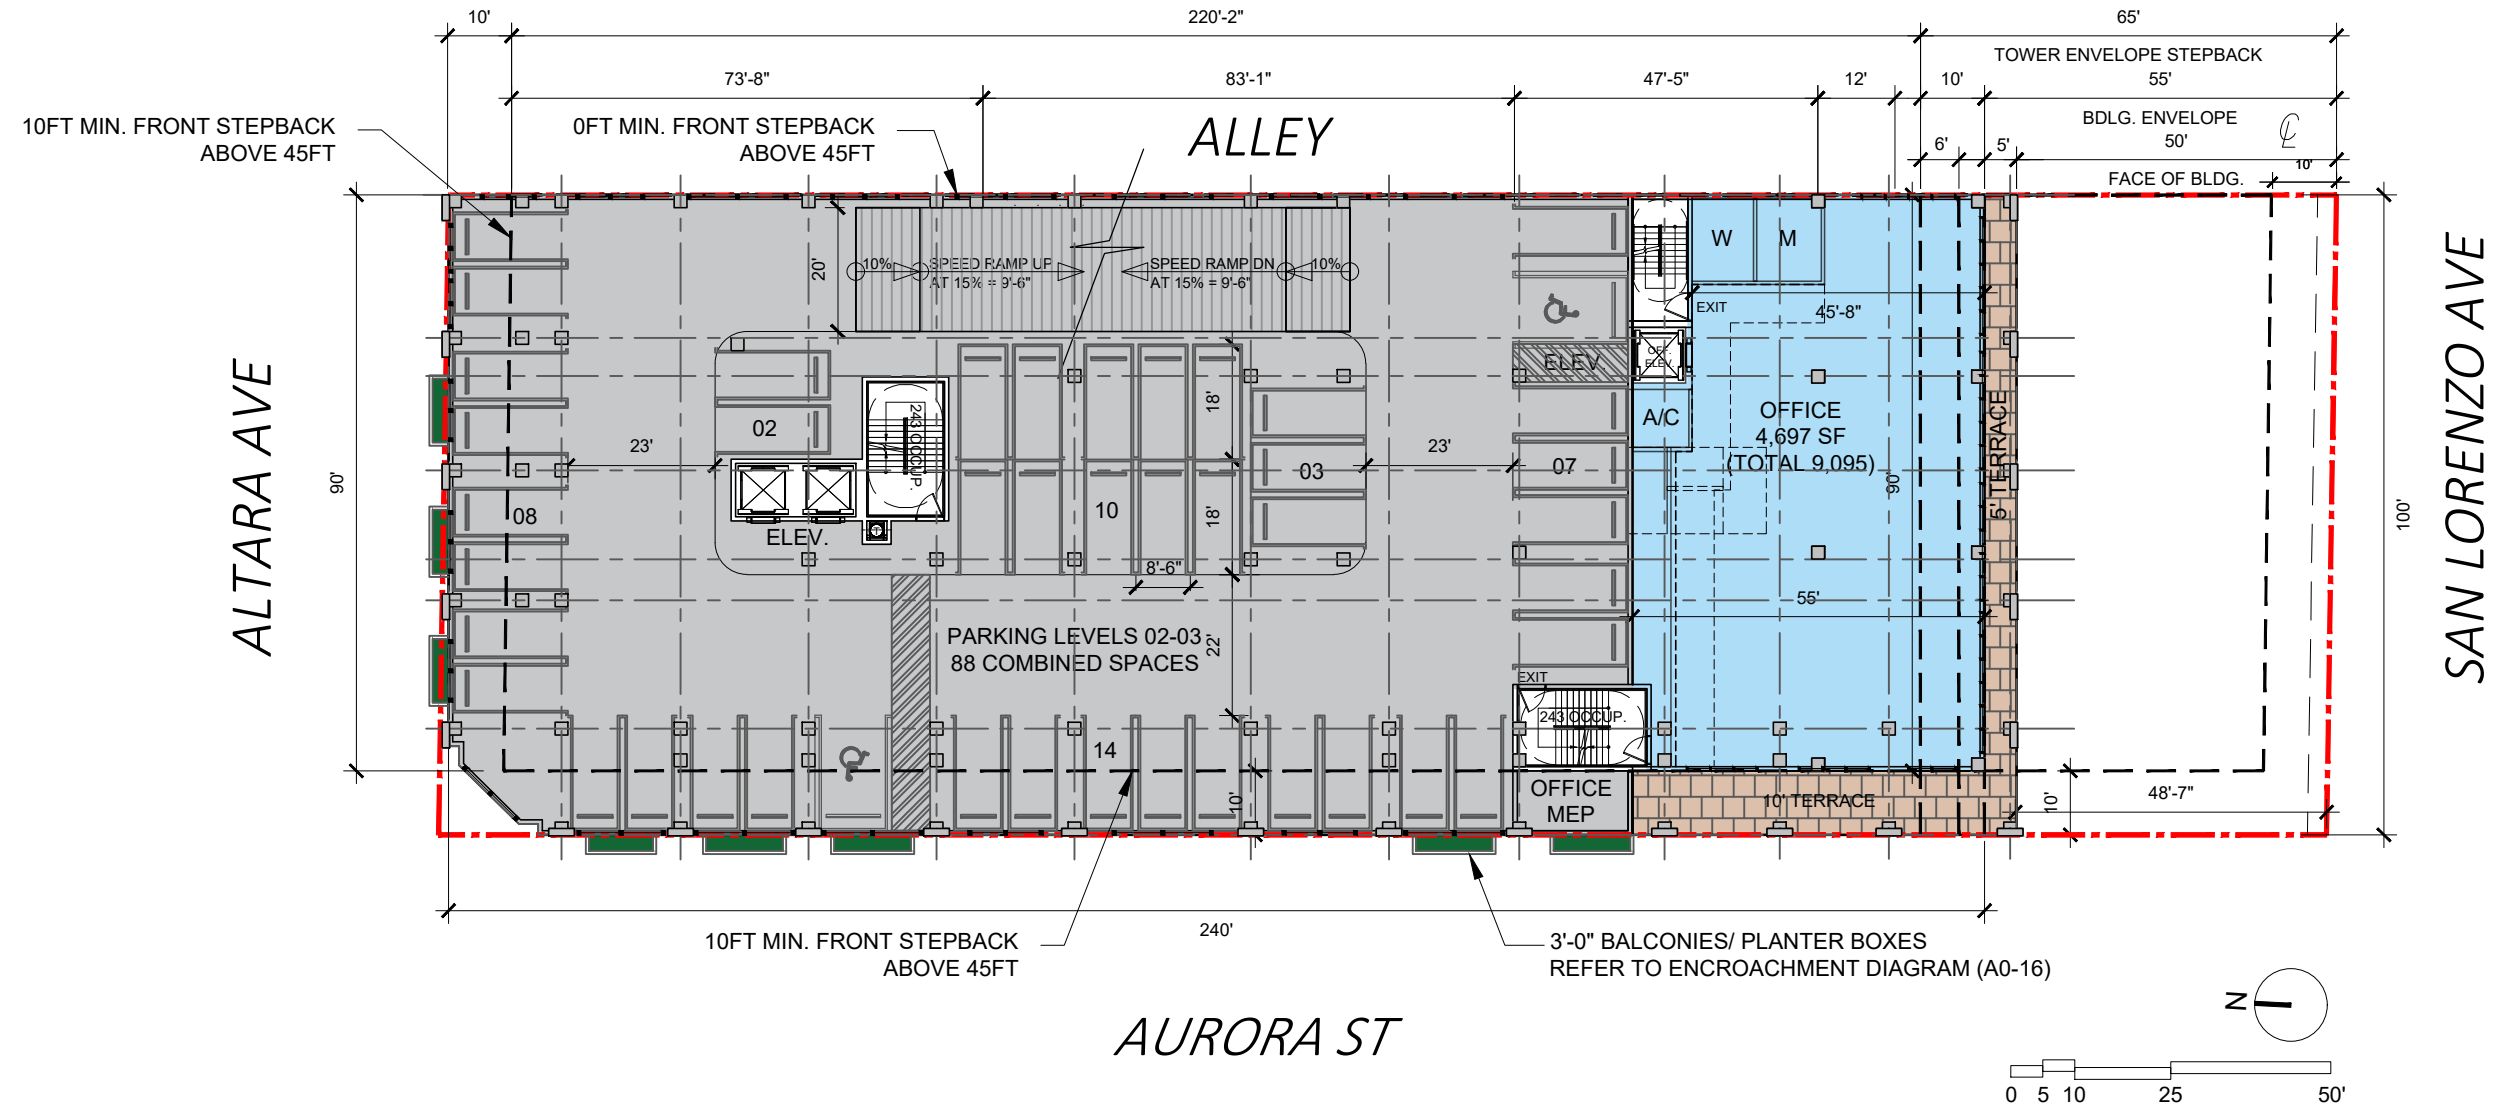 10'
220'-2"
65'
TOWER ENVELOPE STEPBACK
73'-8"
83'-1"
47'-5"
12'
10'
55'
10FT MIN. FRONT STEPBACK
ABOVE 45FT
0FT MIN. FRONT STEPBACK
ABOVE 45FT
ALLEY
BDLG. ENVELOPE
℄
6'
5'
50'
10'
FACE OF BLDG.
20'
10%
SPEED RAMP UP
AT 15% = 9'-6"
SPEED RAMP DN
AT 15% = 9'-6"
10%
W
M
EXIT
45'-8"
ELEV.
OFF.
ELEV.
A/C
OFFICE
4,697 SF
(TOTAL 9,095)
5' TERRACE
90'
55'
ALTARA AVE
90'
SAN LORENZO AVE
100'
02
243 OCCUP.
23'
18'
18'
03
23'
07
08
10
ELEV.
8'-6"
PARKING LEVELS 02-03
88 COMBINED SPACES
22'
EXIT
243 OCCUP.
14
10'
OFFICE
MEP
10' TERRACE
10'
48'-7"
240'
10FT MIN. FRONT STEPBACK
ABOVE 45FT
3'-0" BALCONIES/ PLANTER BOXES
REFER TO ENCROACHMENT DIAGRAM (A0-16)
N
AURORA ST
0 5 10 25 50'